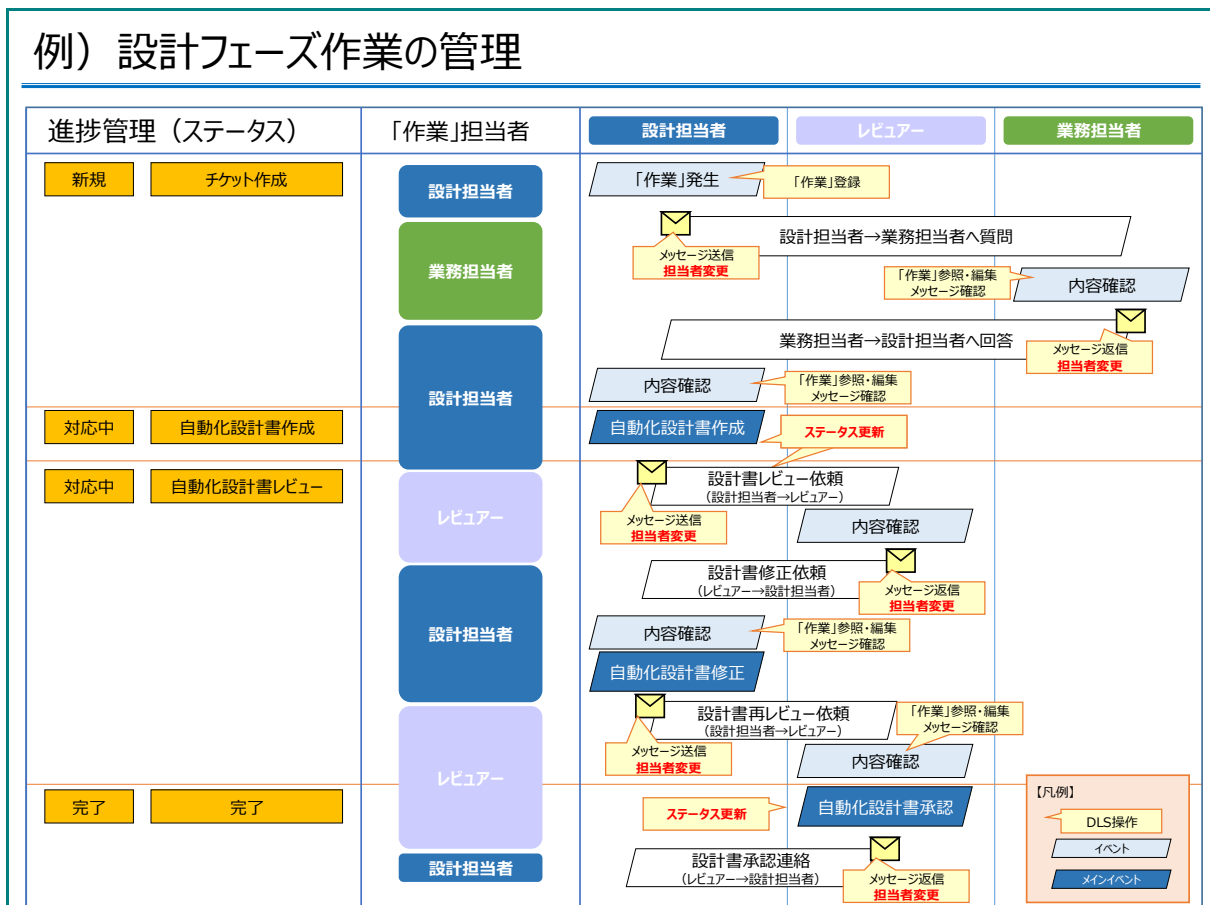 例）設計フェーズ作業の管理
進捗管理（ステータス）
「作業」担当者
設計担当者
レビュアー
業務担当者
新規
チケット作成
設計担当者
「作業」発生
「作業」登録
業務担当者
設計担当者→業務担当者へ質問
メッセージ送信
担当者変更
「作業」参照・編集
メッセージ確認
内容確認
設計担当者
業務担当者→設計担当者へ回答
メッセージ返信
担当者変更
内容確認
「作業」参照・編集
メッセージ確認
対応中
自動化設計書作成
自動化設計書作成
ステータス更新
対応中
自動化設計書レビュー
レビュアー
設計書レビュー依頼
（設計担当者→レビュアー）
メッセージ送信
担当者変更
内容確認
設計担当者
設計書修正依頼
（レビュアー→設計担当者）
メッセージ返信
担当者変更
内容確認
「作業」参照・編集
メッセージ確認
自動化設計書修正
レビュアー
設計書再レビュー依頼
（設計担当者→レビュアー）
「作業」参照・編集
メッセージ確認
メッセージ送信
担当者変更
内容確認
完了
完了
ステータス更新
自動化設計書承認
設計担当者
設計書承認連絡
（レビュアー→設計担当者）
メッセージ返信
担当者変更
【凡例】
DLS操作
イベント
メインイベント